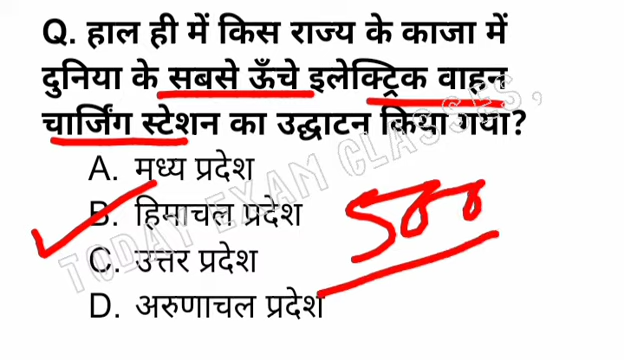 Q. हाल ही में किस राज्य के काजा में
दुनिया के सबसे ऊँचे इलेक्ट्रिक वाहन
चार्जिंग स्टेशन का उद्घाटन किया गया?
A. मध्य प्रदेश
B. हिमाचल प्रदेश
500
C. उत्तर प्रदेश
D. अरुणाचल प्रदेश
TODAY EXAM CLASSES,